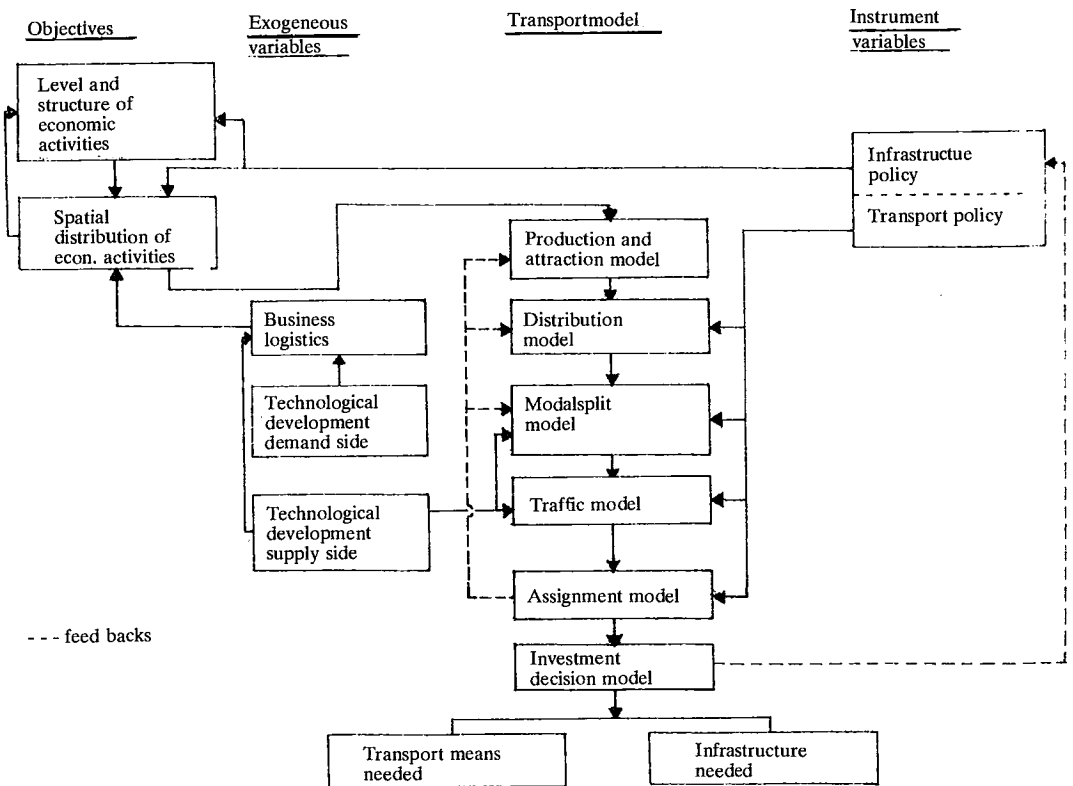 Objectives
Exogeneous
variables
Transportmodel
Instrument
variables
Level and
structure of
economic
activities
Infrastructue
policy
Transport policy
Spatial
distribution of
econ. activities
Production and
attraction model
Business
logistics
Distribution
model
Technological
development
demand side
Modalsplit
model
Technological
development
supply side
Traffic model
Assignment model
--- feed backs
Investment
decision model
Transport means
needed
Infrastructure
needed